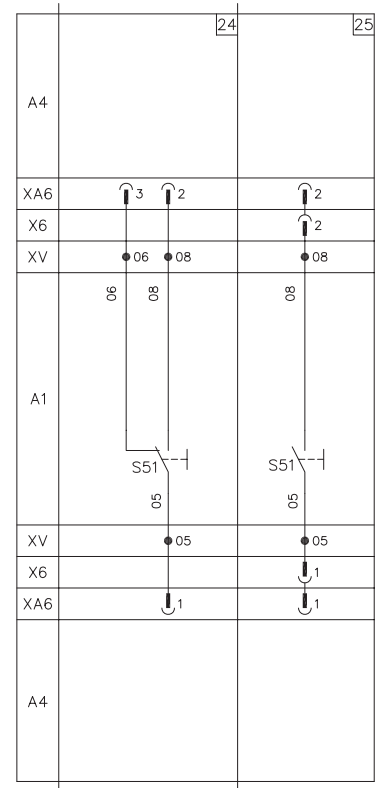 24 25
A4
XA6 3 2 2
X6 2
XV 06 08 08
06 08 08
A1
S51 S51
05 05
XV 05 05
X6 1
XA6 1 1
A4